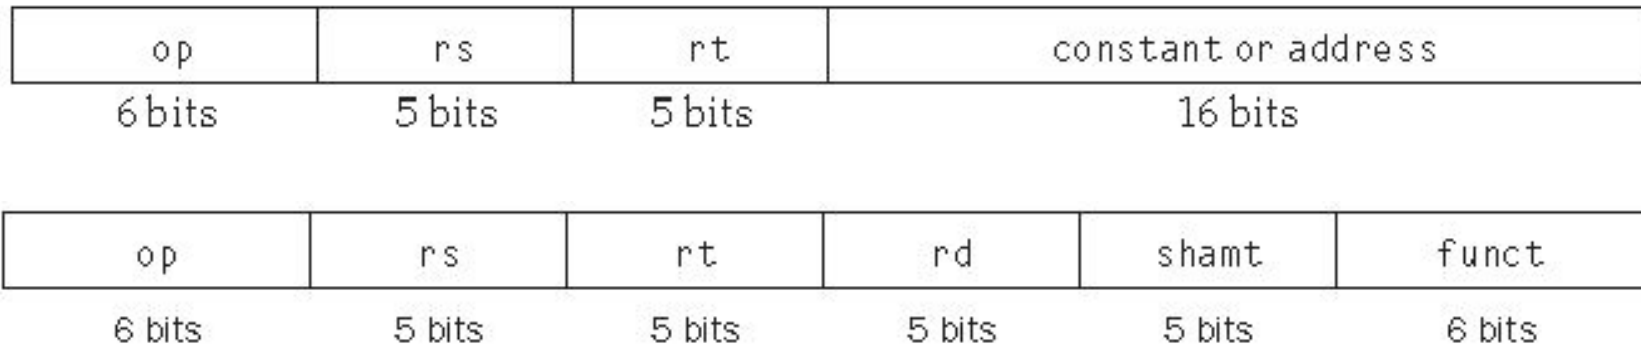 op rs rt constant or address
6 bits 5 bits 5 bits 16 bits
op rs rt rd shamt funct
6 bits 5 bits 5 bits 5 bits 5 bits 6 bits